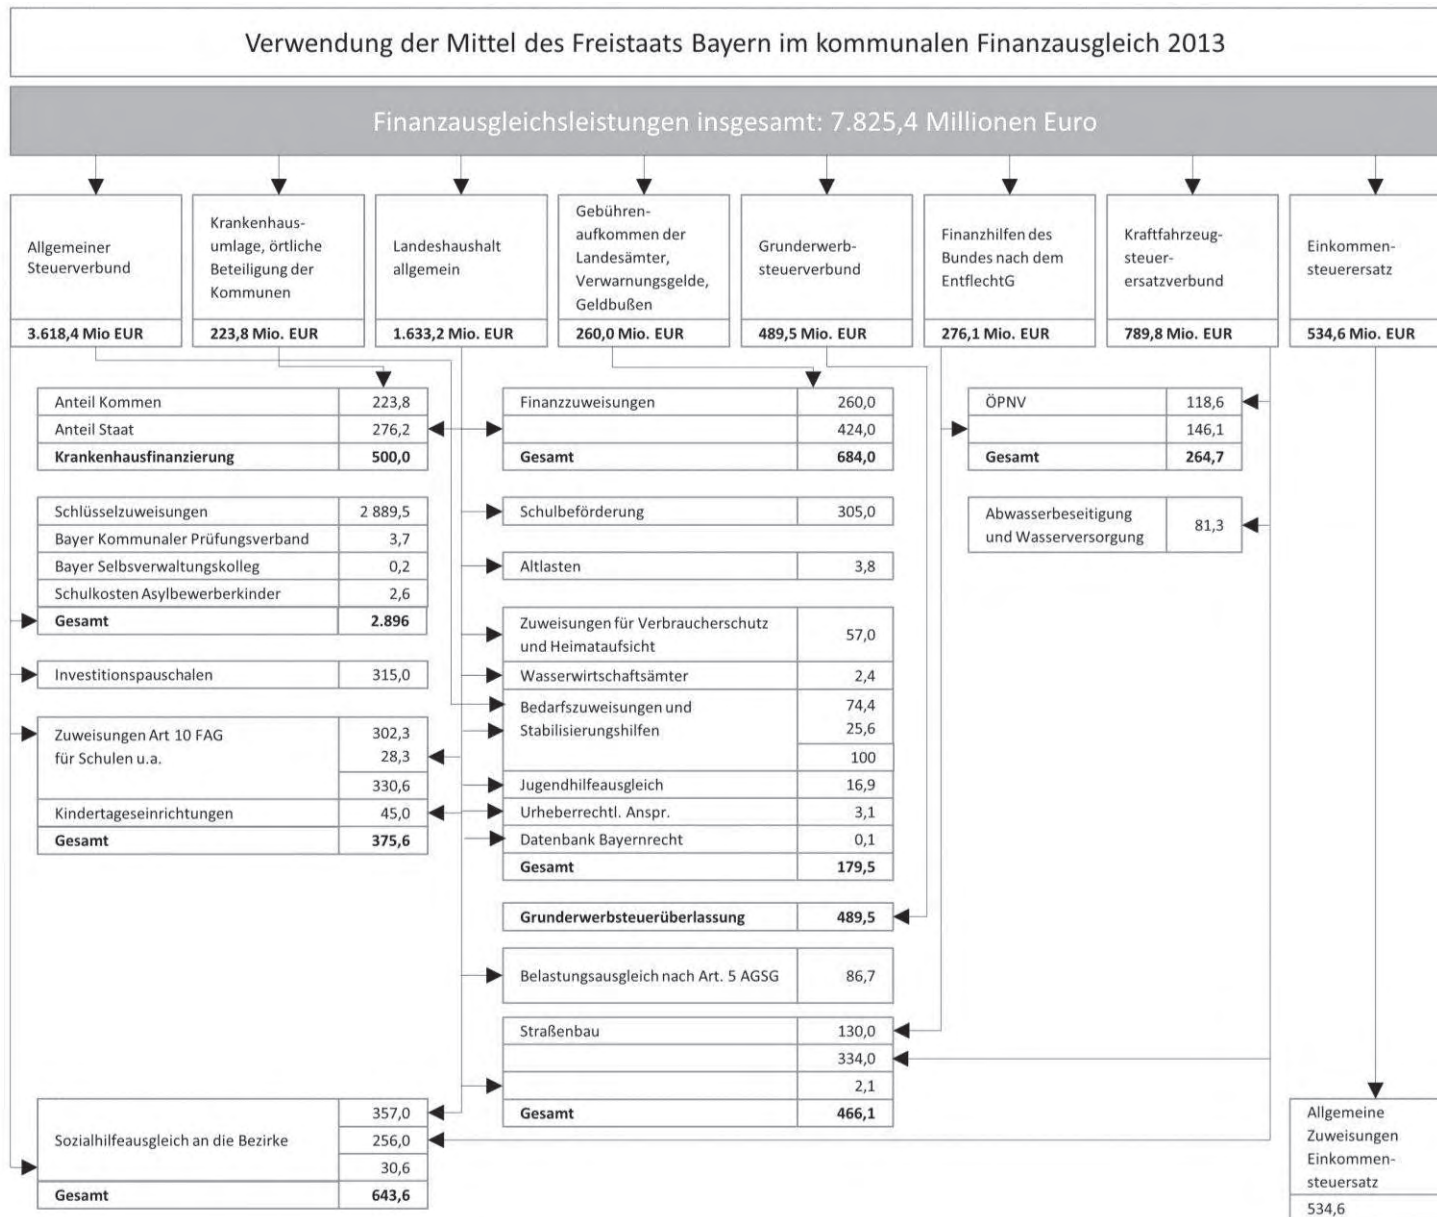 Verwendung der Mittel des Freistaats Bayern im kommunalen Finanzausgleich 2013
Finanzausgleichsleistungen insgesamt: 7.825,4 Millionen Euro
Allgemeiner
Steuerverbund
3.618,4 Mio EUR
Krankenhaus-
umlage, örtliche
Beteiligung der
Kommunen
223,8 Mio. EUR
Landeshaushalt
allgemein
1.633,2 Mio. EUR
Gebühren-
aufkommen der
Landesämter,
Verwarnungsgelde,
Geldbußen
260,0 Mio. EUR
Grunderwerb-
steuerverbund
489,5 Mio. EUR
Finanzhilfen des
Bundes nach dem
EntflechtG
276,1 Mio. EUR
Kraftfahrzeug-
steuer-
ersatzverbund
789,8 Mio. EUR
Einkommen-
steuerersatz
534,6 Mio. EUR
Anteil Kommen 223,8
Anteil Staat 276,2
Krankenhausfinanzierung 500,0
Schlüsselzuweisungen 2 889,5
Bayer Kommunaler Prüfungsverband 3,7
Bayer Selbsverwaltungskolleg 0,2
Schulkosten Asylbewerberkinder 2,6
Gesamt 2.896
Investitionspauschalen 315,0
Zuweisungen Art 10 FAG 302,3
für Schulen u.a. 28,3
330,6
Kindertageseinrichtungen 45,0
Gesamt 375,6
357,0
Sozialhilfeausgleich an die Bezirke 256,0
30,6
Gesamt 643,6
Finanzzuweisungen 260,0
424,0
Gesamt 684,0
Schulbeförderung 305,0
Altlasten 3,8
Zuweisungen für Verbraucherschutz
und Heimataufsicht 57,0
Wasserwirtschaftsämter 2,4
Bedarfszuweisungen und 74,4
Stabilisierungshilfen 25,6
100
Jugendhilfeausgleich 16,9
Urheberrechtl. Anspr. 3,1
Datenbank Bayernrecht 0,1
Gesamt 179,5
Grunderwerbsteuerüberlassung 489,5
Belastungsausgleich nach Art. 5 AGSG 86,7
Straßenbau 130,0
334,0
2,1
Gesamt 466,1
ÖPNV 118,6
146,1
Gesamt 264,7
Abwasserbeseitigung
und Wasserversorgung 81,3
Allgemeine
Zuweisungen
Einkommen-
steuersatz
534,6